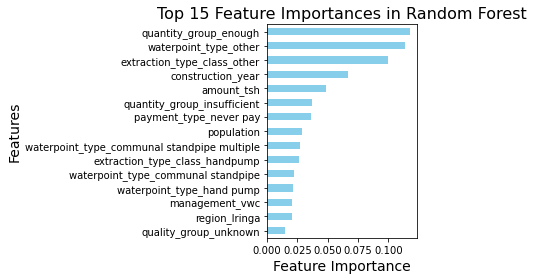 Top 15 Feature Importances in Random Forest
quantity_group_enough
waterpoint_type_other
extraction_type_class_other
construction_year
amount_tsh
quantity_group_insufficient
payment_type_never pay
population
waterpoint_type_communal standpipe multiple
extraction_type_class_handpump
waterpoint_type_communal standpipe
waterpoint_type_hand pump
management_vwc
region_Iringa
quality_group_unknown
Features
0.000 0.025 0.050 0.075 0.100
Feature Importance